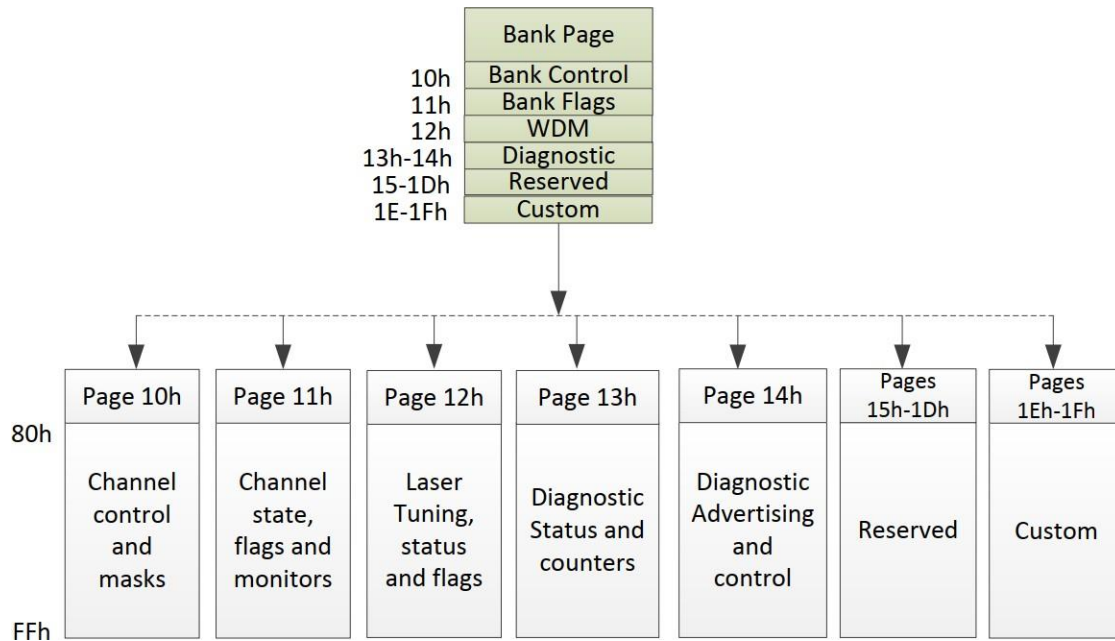 Bank Page
10h Bank Control
11h Bank Flags
12h WDM
13h-14h Diagnostic
15-1Dh Reserved
1E-1Fh Custom
Page 10h
Page 11h
Page 12h
Page 13h
Page 14h
Pages
15h-1Dh
Pages
1Eh-1Fh
80h
Channel
control
and
masks
Channel
state,
flags and
monitors
Laser
Tuning,
status
and flags
Diagnostic
Status and
counters
Diagnostic
Advertising
and
control
Reserved
Custom
FFh